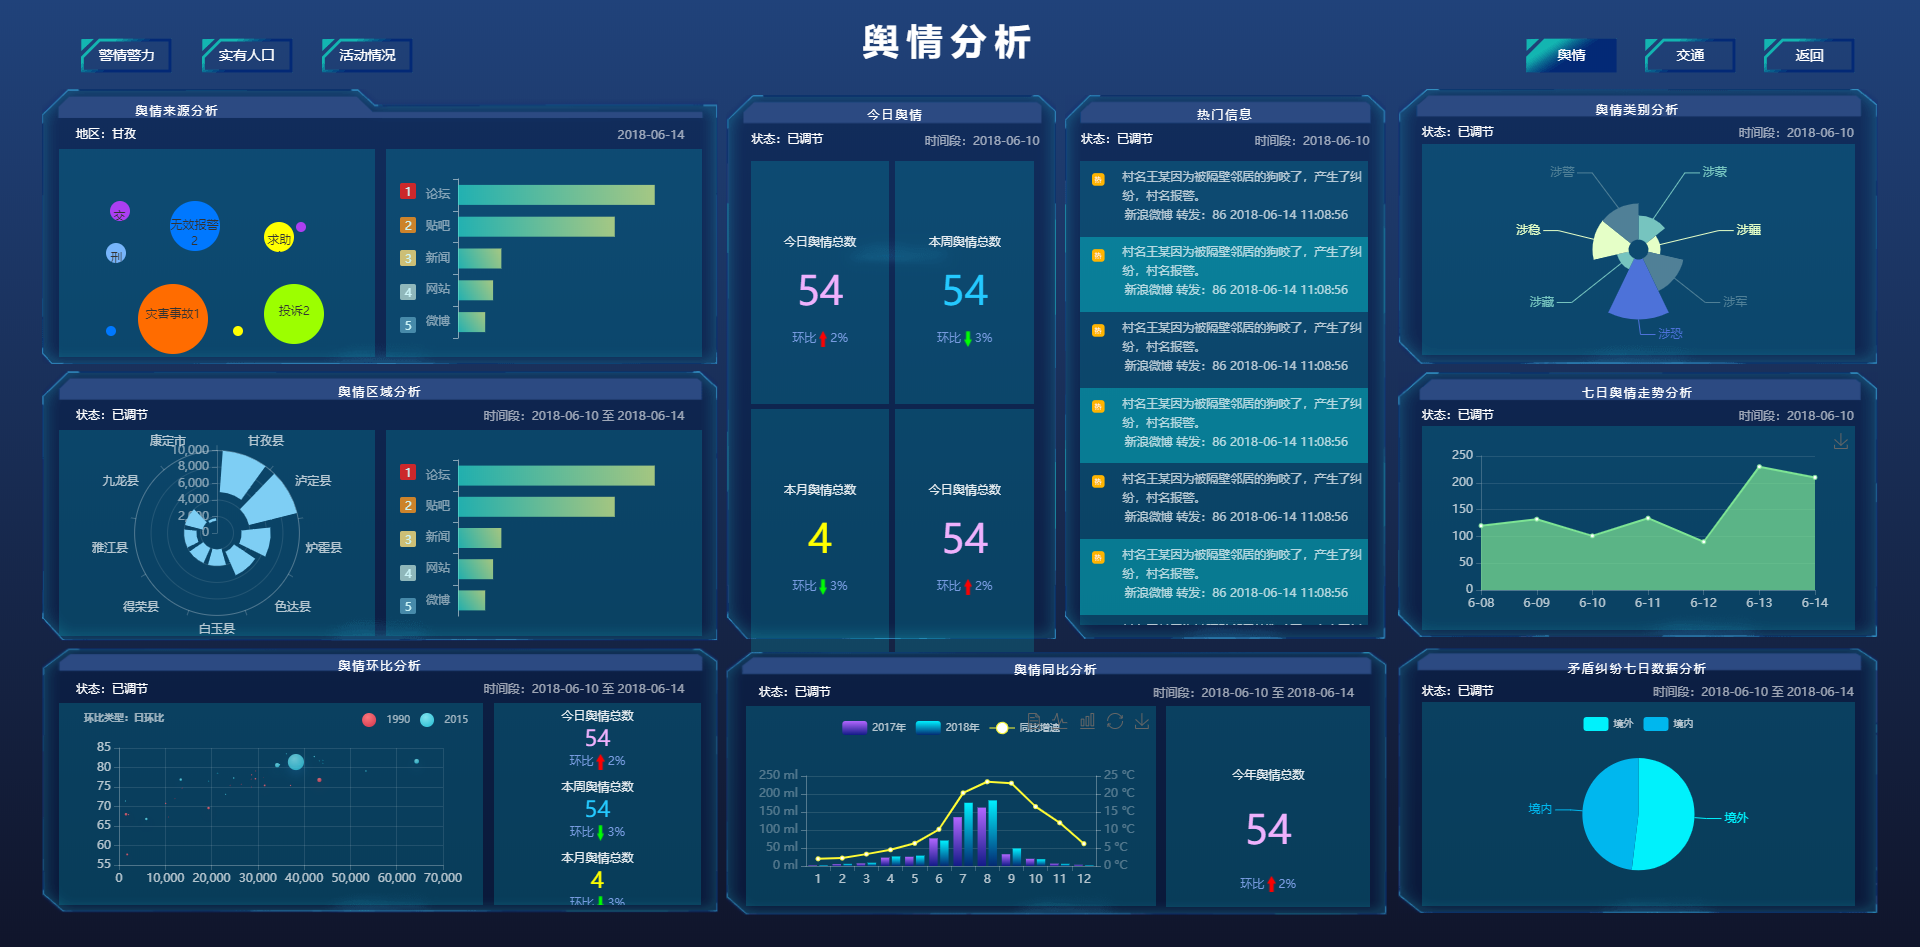 舆情分析
警情警力
实有人口
活动情况
舆情
交通
返回
舆情来源分析
地区：甘孜
2018-06-14
交
无效报警
2
求助
刑
灾害事故1
投诉2
1 论坛
2 贴吧
3 新闻
4 网站
5 微博
舆情区域分析
状态：已调节
时间段：2018-06-10 至 2018-06-14
康定市
甘孜县
九龙县
泸定县
雅江县
炉霍县
得荣县
色达县
白玉县
10,000
8,000
6,000
4,000
2,000
0
1 论坛
2 贴吧
3 新闻
4 网站
5 微博
舆情环比分析
状态：已调节
时间段：2018-06-10 至 2018-06-14
环比类型：日环比
1990
2015
85
80
75
70
65
60
55
0 10,000 20,000 30,000 40,000 50,000 60,000 70,000
今日舆情总数
54
环比 2%
本周舆情总数
54
环比 3%
本月舆情总数
4
环比 3%
今日舆情
状态：已调节
时间段：2018-06-10
今日舆情总数
54
环比 2%
本周舆情总数
54
环比 3%
本月舆情总数
4
环比 3%
今日舆情总数
54
环比 2%
热门信息
状态：已调节
时间段：2018-06-10
热
村名王某因为被隔壁邻居的狗咬了，产生了纠
纷，村名报警。
新浪微博 转发：86 2018-06-14 11:08:56
热
村名王某因为被隔壁邻居的狗咬了，产生了纠
纷，村名报警。
新浪微博 转发：86 2018-06-14 11:08:56
热
村名王某因为被隔壁邻居的狗咬了，产生了纠
纷，村名报警。
新浪微博 转发：86 2018-06-14 11:08:56
热
村名王某因为被隔壁邻居的狗咬了，产生了纠
纷，村名报警。
新浪微博 转发：86 2018-06-14 11:08:56
热
村名王某因为被隔壁邻居的狗咬了，产生了纠
纷，村名报警。
新浪微博 转发：86 2018-06-14 11:08:56
热
村名王某因为被隔壁邻居的狗咬了，产生了纠
纷，村名报警。
新浪微博 转发：86 2018-06-14 11:08:56
舆情同比分析
状态：已调节
时间段：2018-06-10 至 2018-06-14
2017年
2018年
同比增速
250 ml
200 ml
150 ml
100 ml
50 ml
0 ml
25 °C
20 °C
15 °C
10 °C
5 °C
0 °C
1 2 3 4 5 6 7 8 9 10 11 12
今年舆情总数
54
环比 2%
舆情类别分析
状态：已调节
时间段：2018-06-10
涉警
涉蒙
涉稳
涉疆
涉藏
涉军
涉恐
七日舆情走势分析
状态：已调节
时间段：2018-06-10
250
200
150
100
50
0
6-08 6-09 6-10 6-11 6-12 6-13 6-14
矛盾纠纷七日数据分析
状态：已调节
时间段：2018-06-10 至 2018-06-14
境外
境内
境内
境外